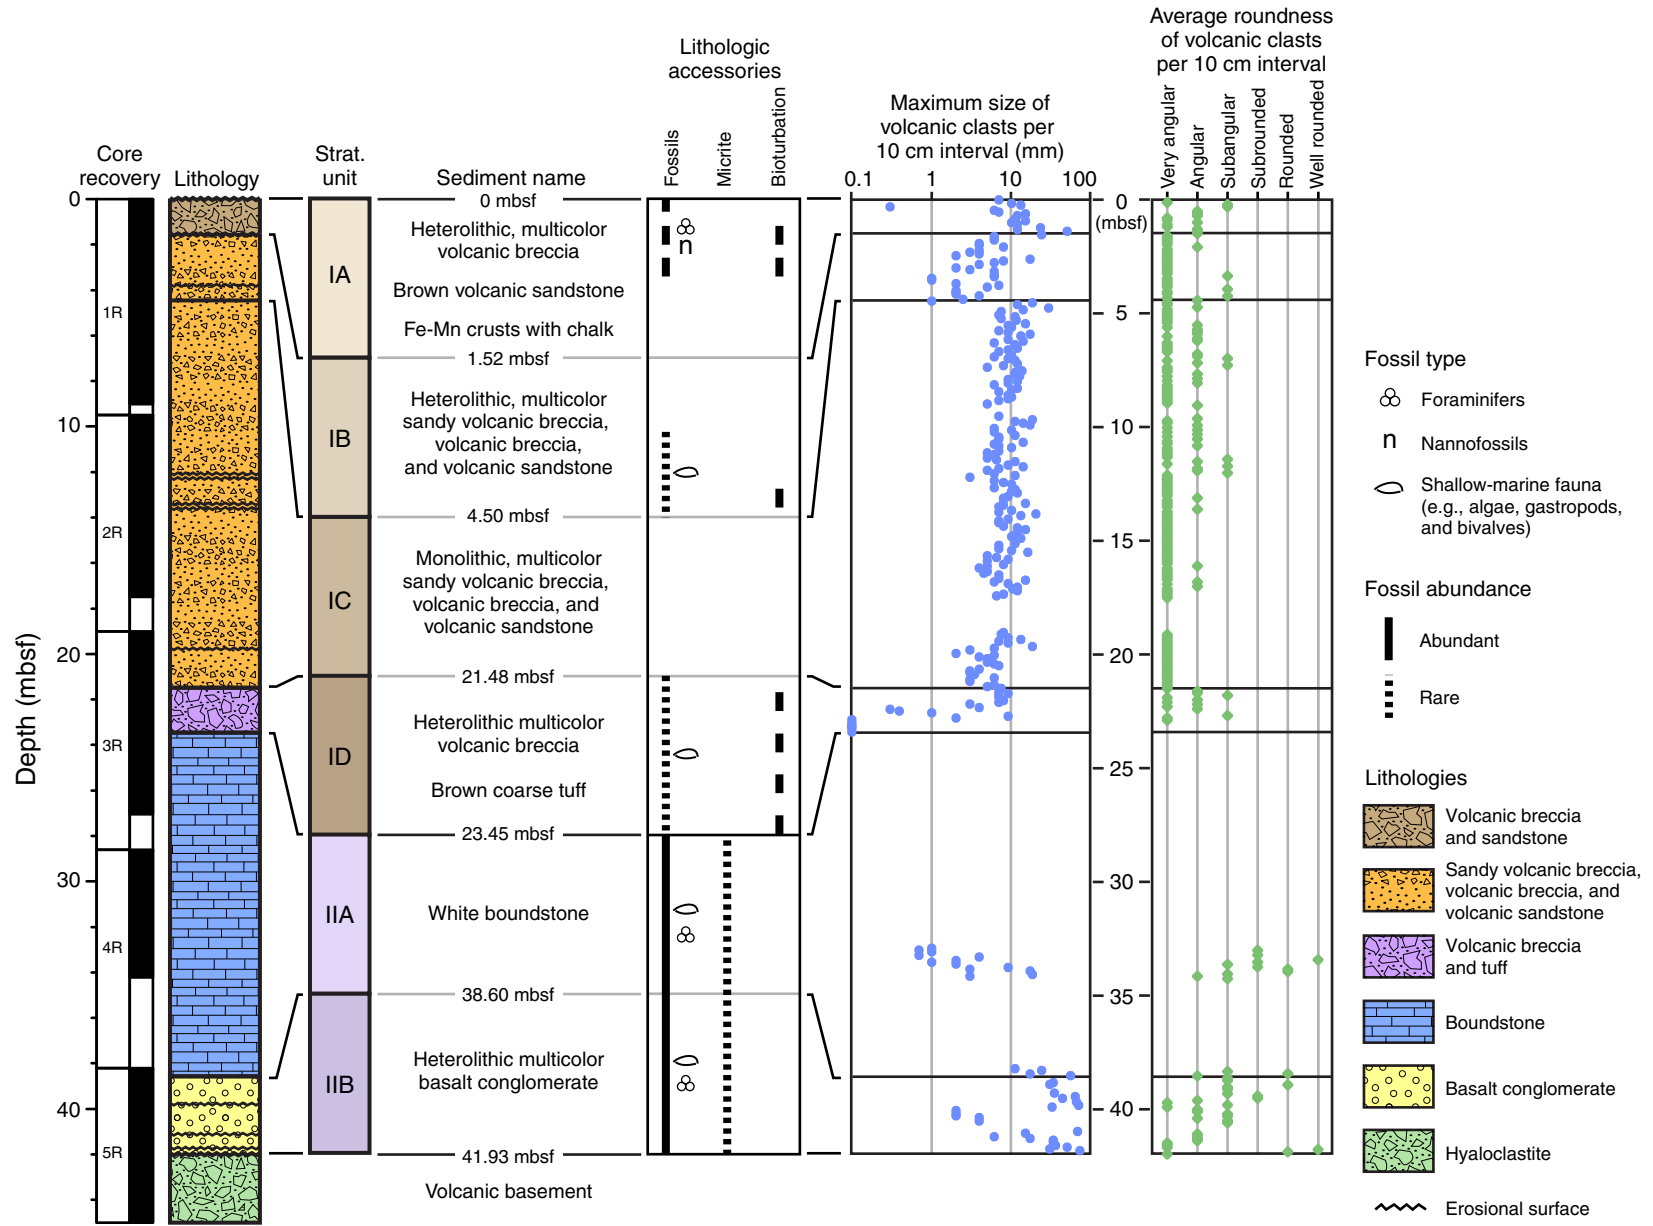 Average roundness
of volcanic clasts
per 10 cm interval
Lithologic
accessories
Maximum size of
volcanic clasts per
10 cm interval (mm)
Core
recovery
Lithology
Strat.
unit
Sediment name
Fossils
Micrite
Bioturbation
0.1
1
10
100
Very angular
Angular
Subangular
Subrounded
Rounded
Well rounded
Depth (mbsf)
0
10
20
30
40
1R
2R
3R
4R
5R
IA
IB
IC
ID
IIA
IIB
0 mbsf
Heterolithic, multicolor
volcanic breccia
Brown volcanic sandstone
Fe-Mn crusts with chalk
1.52 mbsf
Heterolithic, multicolor
sandy volcanic breccia,
volcanic breccia,
and volcanic sandstone
4.50 mbsf
Monolithic, multicolor
sandy volcanic breccia,
volcanic breccia, and
volcanic sandstone
21.48 mbsf
Heterolithic multicolor
volcanic breccia
Brown coarse tuff
23.45 mbsf
White boundstone
38.60 mbsf
Heterolithic multicolor
basalt conglomerate
41.93 mbsf
Volcanic basement
n
0
(mbsf)
5
10
15
20
25
30
35
40
Fossil type
Foraminifers
n Nannofossils
Shallow-marine fauna
(e.g., algae, gastropods,
and bivalves)
Fossil abundance
Abundant
Rare
Lithologies
Volcanic breccia
and sandstone
Sandy volcanic breccia,
volcanic breccia, and
volcanic sandstone
Volcanic breccia
and tuff
Boundstone
Basalt conglomerate
Hyaloclastite
Erosional surface